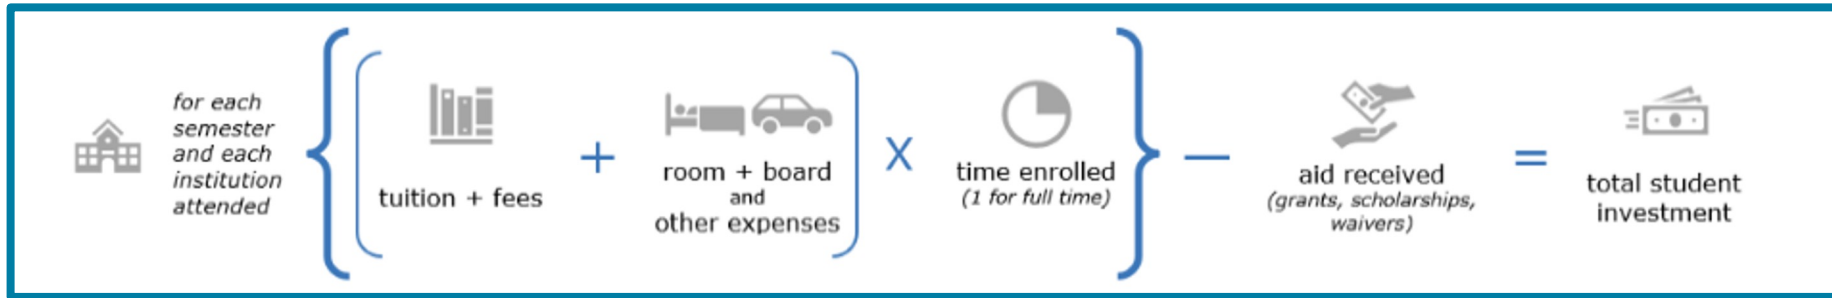 for each
semester
and each
institution
attended
tuition + fees
+
room + board
and
other expenses
X
time enrolled
(1 for full time)
—
aid received
(grants, scholarships,
waivers)
=
total student
investment